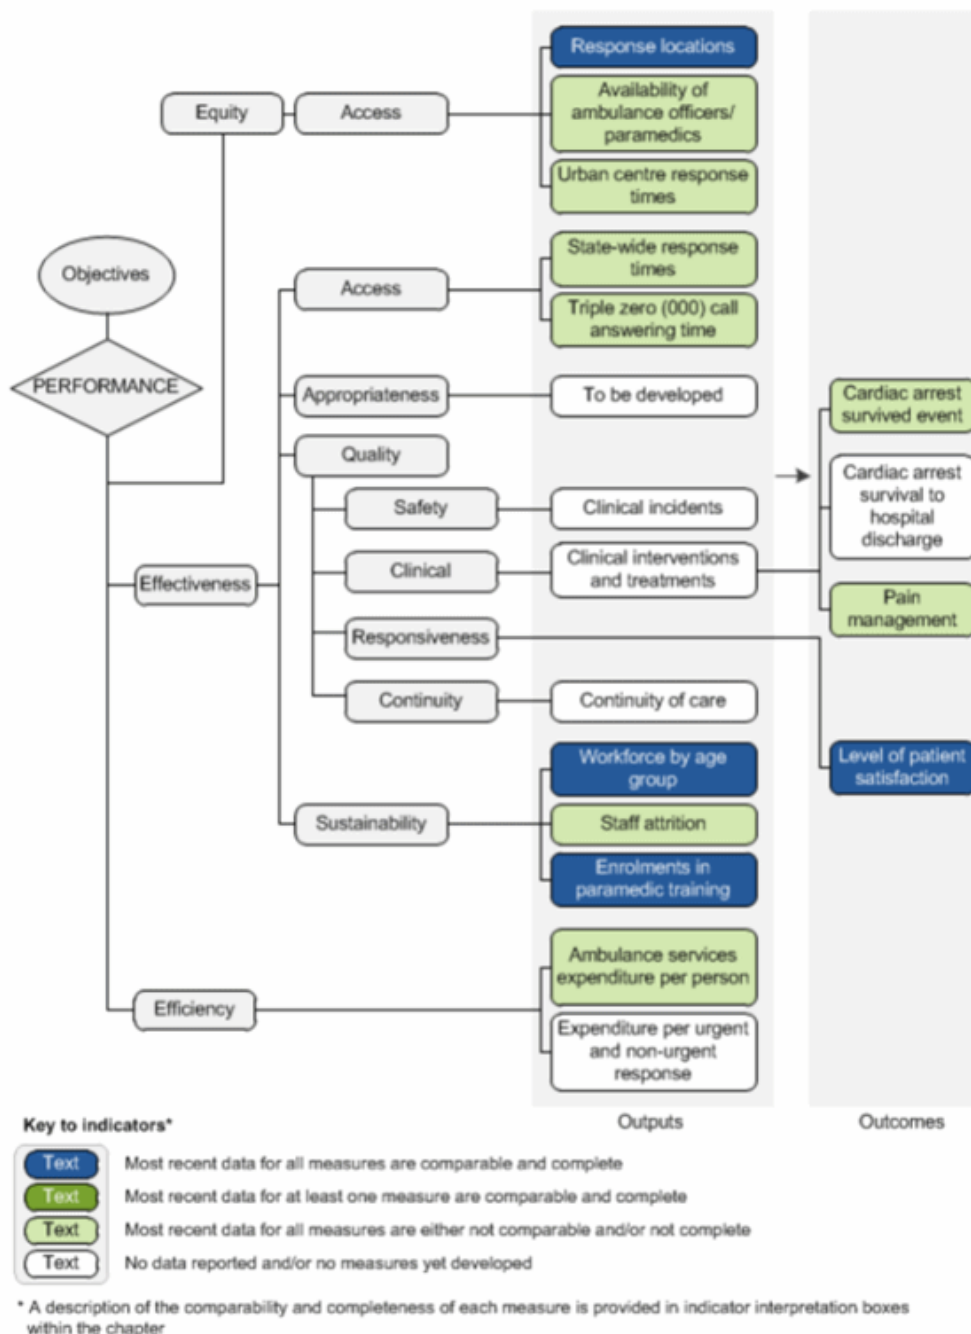 Response locations
Availability of
ambulance officers/
paramedics
Equity
Access
Urban centre response
times
Objectives
State-wide response
times
Access
Triple zero (000) call
answering time
PERFORMANCE
Appropriateness
To be developed
Cardiac arrest
survived event
Quality
Cardiac arrest
survival to
hospital
discharge
Safety
Clinical incidents
Effectiveness
Clinical
Clinical interventions
and treatments
Pain
management
Responsiveness
Continuity
Continuity of care
Workforce by age
group
Level of patient
satisfaction
Sustainability
Staff attrition
Enrolments in
paramedic training
Ambulance services
expenditure per person
Efficiency
Expenditure per urgent
and non-urgent
response
Outputs
Outcomes
Key to indicators*
Text Most recent data for all measures are comparable and complete
Text Most recent data for at least one measure are comparable and complete
Text Most recent data for all measures are either not comparable and/or not complete
Text No data reported and/or no measures yet developed
* A description of the comparability and completeness of each measure is provided in indicator interpretation boxes
within the chapter